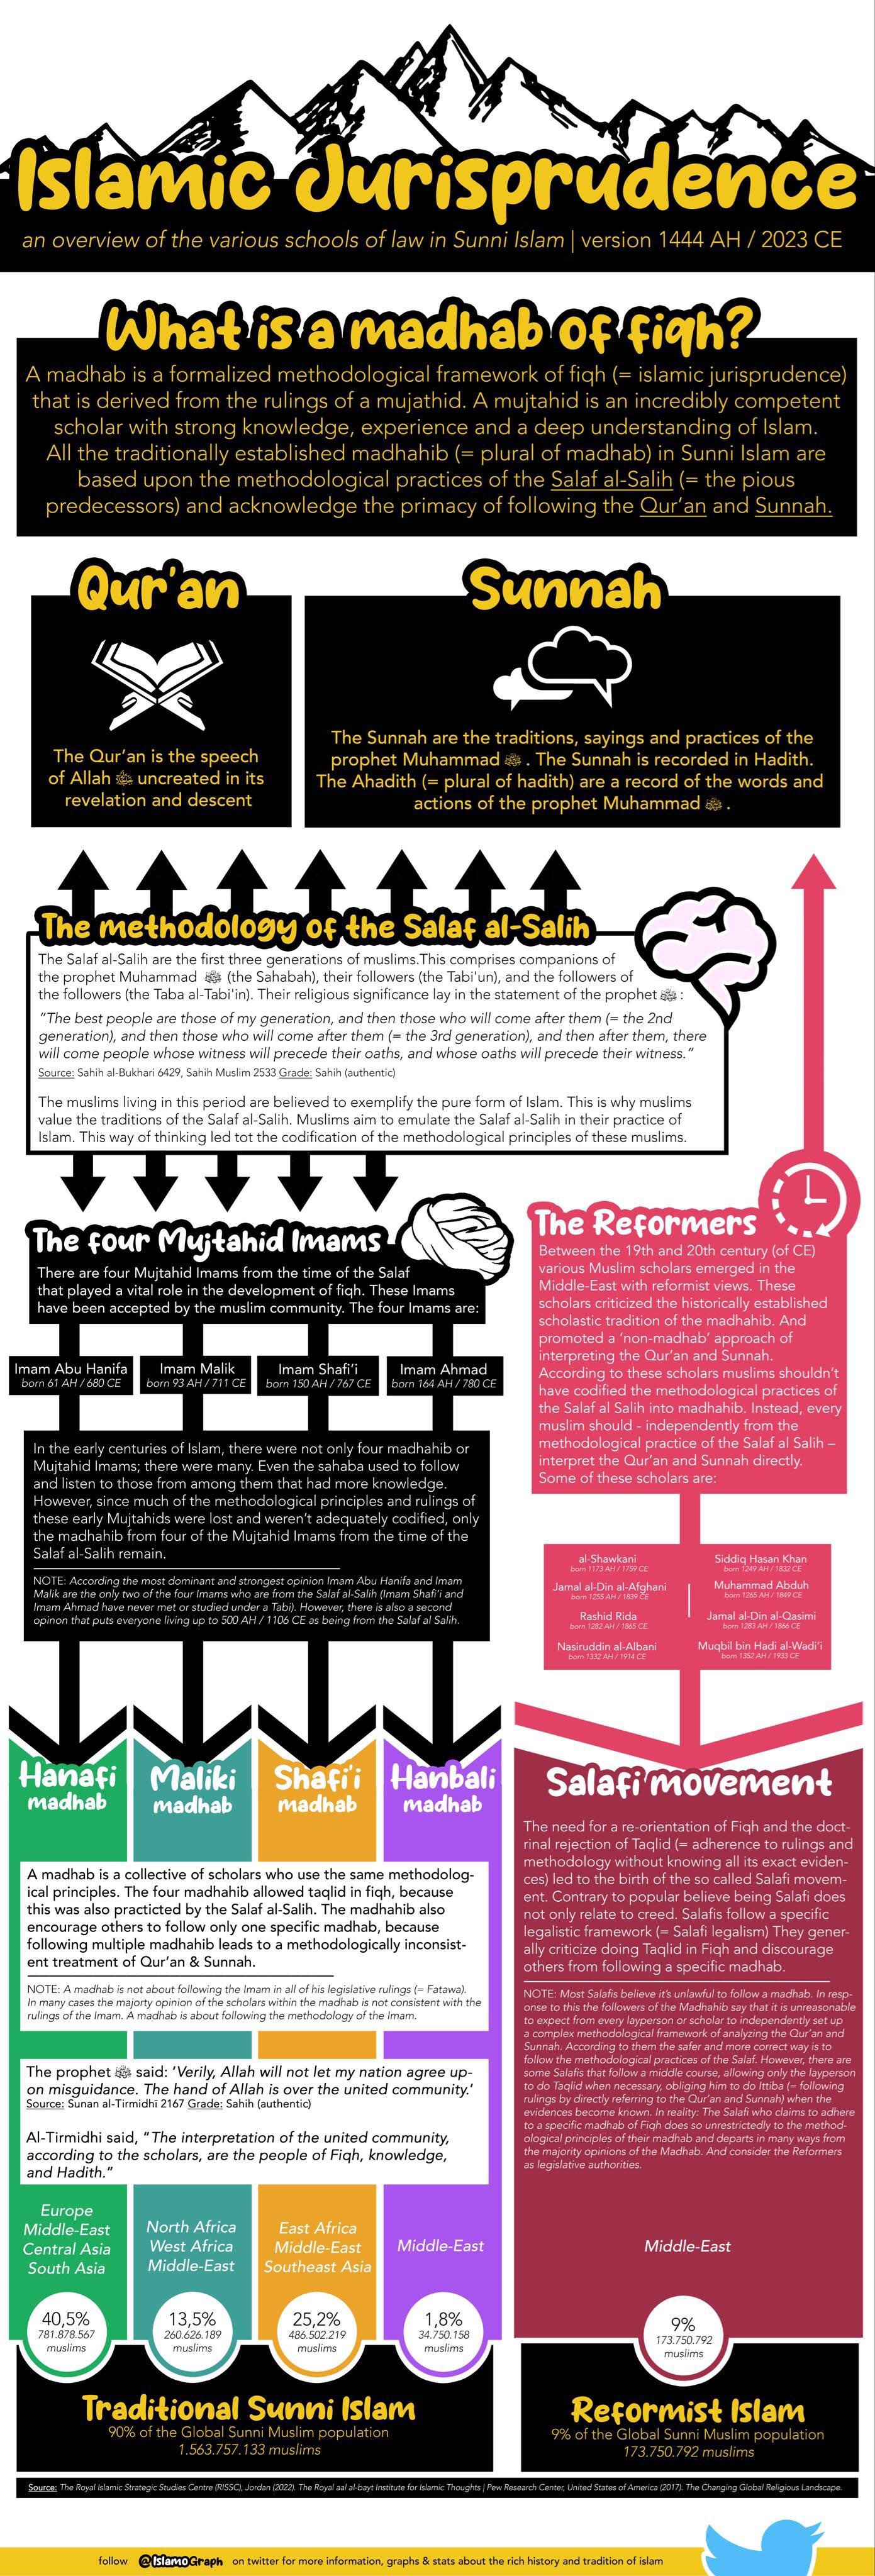 Islamic Jurisprudence
an overview of the various schools of law in Sunni Islam | version 1444 AH / 2023 CE
What is a madhab of fiqh?
A madhab is a formalized methodological framework of fiqh (= islamic jurisprudence)
that is derived from the rulings of a mujathid. A mujtahid is an incredibly competent
scholar with strong knowledge, experience and a deep understanding of Islam.
All the traditionally established madhahib (= plural of madhab) in Sunni Islam are
based upon the methodological practices of the Salaf al-Salih (= the pious
predecessors) and acknowledge the primacy of following the Qur'an and Sunnah.
Qur'an
The Qur'an is the speech
of Allah ﷻ uncreated in its
revelation and descent
Sunnah
The Sunnah are the traditions, sayings and practices of the
prophet Muhammad ﷺ . The Sunnah is recorded in Hadith.
The Ahadith (= plural of hadith) are a record of the words and
actions of the prophet Muhammad ﷺ .
The methodology of the Salaf al-Salih
The Salaf al-Salih are the first three generations of muslims.This comprises companions of
the prophet Muhammad ﷺ (the Sahabah), their followers (the Tabi'un), and the followers of
the followers (the Taba al-Tabi'in). Their religious significance lay in the statement of the prophet ﷺ :
"The best people are those of my generation, and then those who will come after them (= the 2nd
generation), and then those who will come after them (= the 3rd generation), and then after them, there
will come people whose witness will precede their oaths, and whose oaths will precede their witness."
Source: Sahih al-Bukhari 6429, Sahih Muslim 2533 Grade: Sahih (authentic)
The muslims living in this period are believed to exemplify the pure form of Islam. This is why muslims
value the traditions of the Salaf al-Salih. Muslims aim to emulate the Salaf al-Salih in their practice of
Islam. This way of thinking led tot the codification of the methodological principles of these muslims.
The four Mujtahid Imams
There are four Mujtahid Imams from the time of the Salaf
that played a vital role in the development of fiqh. These Imams
have been accepted by the muslim community. The four Imams are:
Imam Abu Hanifa
born 61 AH / 680 CE
Imam Malik
born 93 AH / 711 CE
Imam Shafi'i
born 150 AH / 767 CE
Imam Ahmad
born 164 AH / 780 CE
In the early centuries of Islam, there were not only four madhahib or
Mujtahid Imams; there were many. Even the sahaba used to follow
and listen to those from among them that had more knowledge.
However, since much of the methodological principles and rulings of
these early Mujtahids were lost and weren't adequately codified, only
the madhahib from four of the Mujtahid Imams from the time of the
Salaf al-Salih remain.
NOTE: According the most dominant and strongest opinion Imam Abu Hanifa and Imam
Malik are the only two of the four Imams who are from the Salaf al-Salih (Imam Shafi'i and
Imam Ahmad have never met or studied under a Tabi). However, there is also a second
opinon that puts everyone living up to 500 AH / 1106 CE as being from the Salaf al Salih.
The Reformers
Between the 19th and 20th century (of CE)
various Muslim scholars emerged in the
Middle-East with reformist views. These
scholars criticized the historically established
scholastic tradition of the madhahib. And
promoted a 'non-madhab' approach of
interpreting the Qur'an and Sunnah.
According to these scholars muslims shouldn't
have codified the methodological practices of
the Salaf al Salih into madhahib. Instead, every
muslim should - independently from the
methodological practice of the Salaf al Salih –
interpret the Qur'an and Sunnah directly.
Some of these scholars are:
al-Shawkani
born 1173 AH / 1759 CE
Jamal al-Din al-Afghani
born 1255 AH / 1839 CE
Rashid Rida
born 1282 AH / 1865 CE
Nasiruddin al-Albani
born 1332 AH / 1914 CE
Siddiq Hasan Khan
born 1249 AH / 1832 CE
Muhammad Abduh
born 1265 AH / 1849 CE
Jamal al-Din al-Qasimi
born 1283 AH / 1866 CE
Muqbil bin Hadi al-Wadi'i
born 1352 AH / 1933 CE
Hanafi
madhab
Maliki
madhab
Shafi'i
madhab
Hanbali
madhab
A madhab is a collective of scholars who use the same methodolog-
ical principles. The four madhahib allowed taqlid in fiqh, because
this was also practicted by the Salaf al-Salih. The madhahib also
encourage others to follow only one specific madhab, because
following multiple madhahib leads to a methodologically inconsist-
ent treatment of Qur'an & Sunnah.
NOTE: A madhab is not about following the Imam in all of his legislative rulings (= Fatawa).
In many cases the majorty opinion of the scholars within the madhab is not consistent with the
rulings of the Imam. A madhab is about following the methodology of the Imam.
The prophet ﷺ said: 'Verily, Allah will not let my nation agree up-
on misguidance. The hand of Allah is over the united community.'
Source: Sunan al-Tirmidhī 2167 Grade: Sahih (authentic)
Al-Tirmidhi said, "The interpretation of the united community,
according to the scholars, are the people of Fiqh, knowledge,
and Hadith."
Europe
Middle-East
Central Asia
South Asia
North Africa
West Africa
Middle-East
East Africa
Middle-East
Southeast Asia
Middle-East
40,5%
781.878.567
muslims
13,5%
260.626.189
muslims
25,2%
486.502.219
muslims
1,8%
34.750.158
muslims
Traditional Sunni Islam
90% of the Global Sunni Muslim population
1.563.757.133 muslims
Salafi movement
The need for a re-orientation of Fiqh and the doct-
rinal rejection of Taqlid (= adherence to rulings and
methodology without knowing all its exact eviden-
ces) led to the birth of the so called Salafi movem-
ent. Contrary to popular believe being Salafi does
not only relate to creed. Salafis follow a specific
legalistic framework (= Salafi legalism) They gener-
ally criticize doing Taqlid in Fiqh and discourage
others from following a specific madhab.
NOTE: Most Salafis believe it's unlawful to follow a madhab. In resp-
onse to this the followers of the Madhahib say that it is unreasonable
to expect from every layperson or scholar to independently set up
a complex methodological framework of analyzing the Qur'an and
Sunnah. According to them the safer and more correct way is to
follow the methodological practices of the Salaf. However, there are
some Salafis that follow a middle course, allowing only the layperson
to do Taqlid when necessary, obliging him to do Ittiba (= following
rulings by directly referring to the Qur'an and Sunnah) when the
evidences become known. In reality: The Salafi who claims to adhere
to a specific madhab of Fiqh does so unrestrictedly to the method-
ological principles of their madhab and departs in many ways from
the majority opinions of the Madhab. And consider the Reformers
as legislative authorities.
Middle-East
9%
173.750.792
muslims
Reformist Islam
9% of the Global Sunni Muslim population
173.750.792 muslims
Source: The Royal Islamic Strategic Studies Centre (RISSC), Jordan (2022). The Royal aal al-bayt Institute for Islamic Thoughts | Pew Research Center, United States of America (2017). The Changing Global Religious Landscape.
follow @IslamoGraph on twitter for more information, graphs & stats about the rich history and tradition of islam